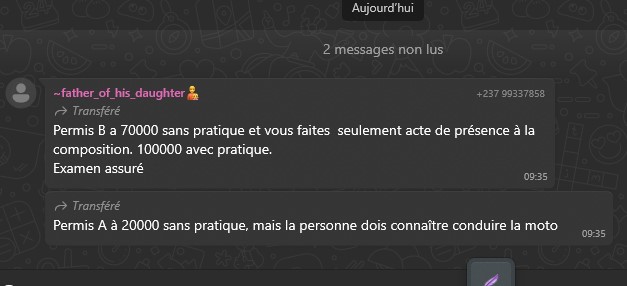 Aujourd'hui
2 messages non lus
~father_of_his_daughter
+237 99337858
Transféré
Permis B a 70000 sans pratique et vous faites seulement acte de présence à la
composition. 100000 avec pratique.
Examen assuré
09:35
Transféré
Permis A à 20000 sans pratique, mais la personne dois connaître conduire la moto
09:35